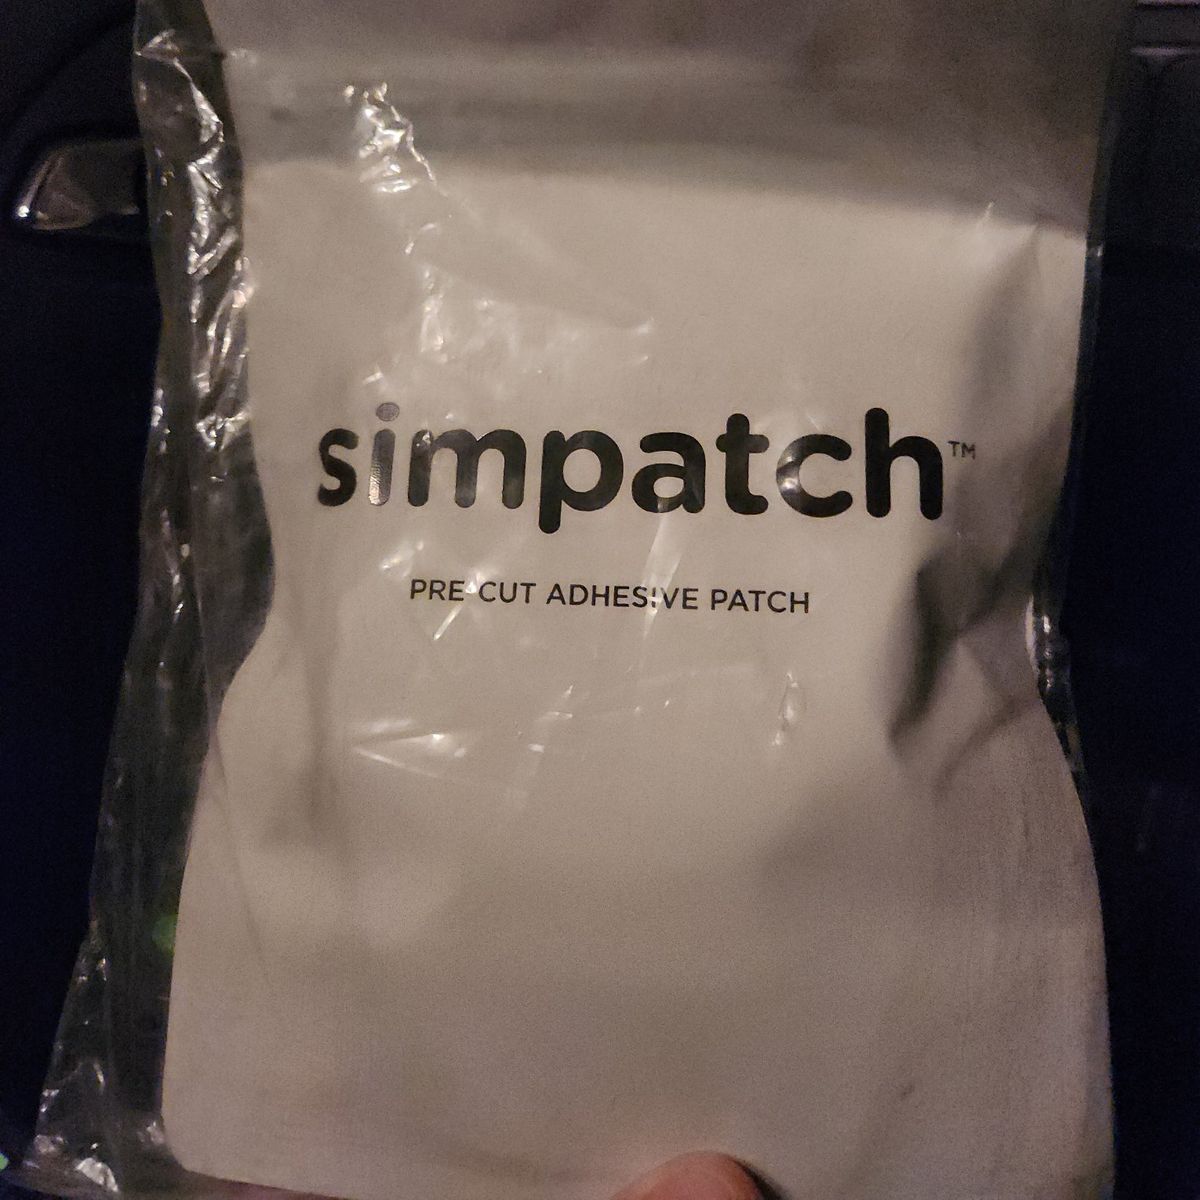 simpatch™
PRE-CUT ADHESIVE PATCH